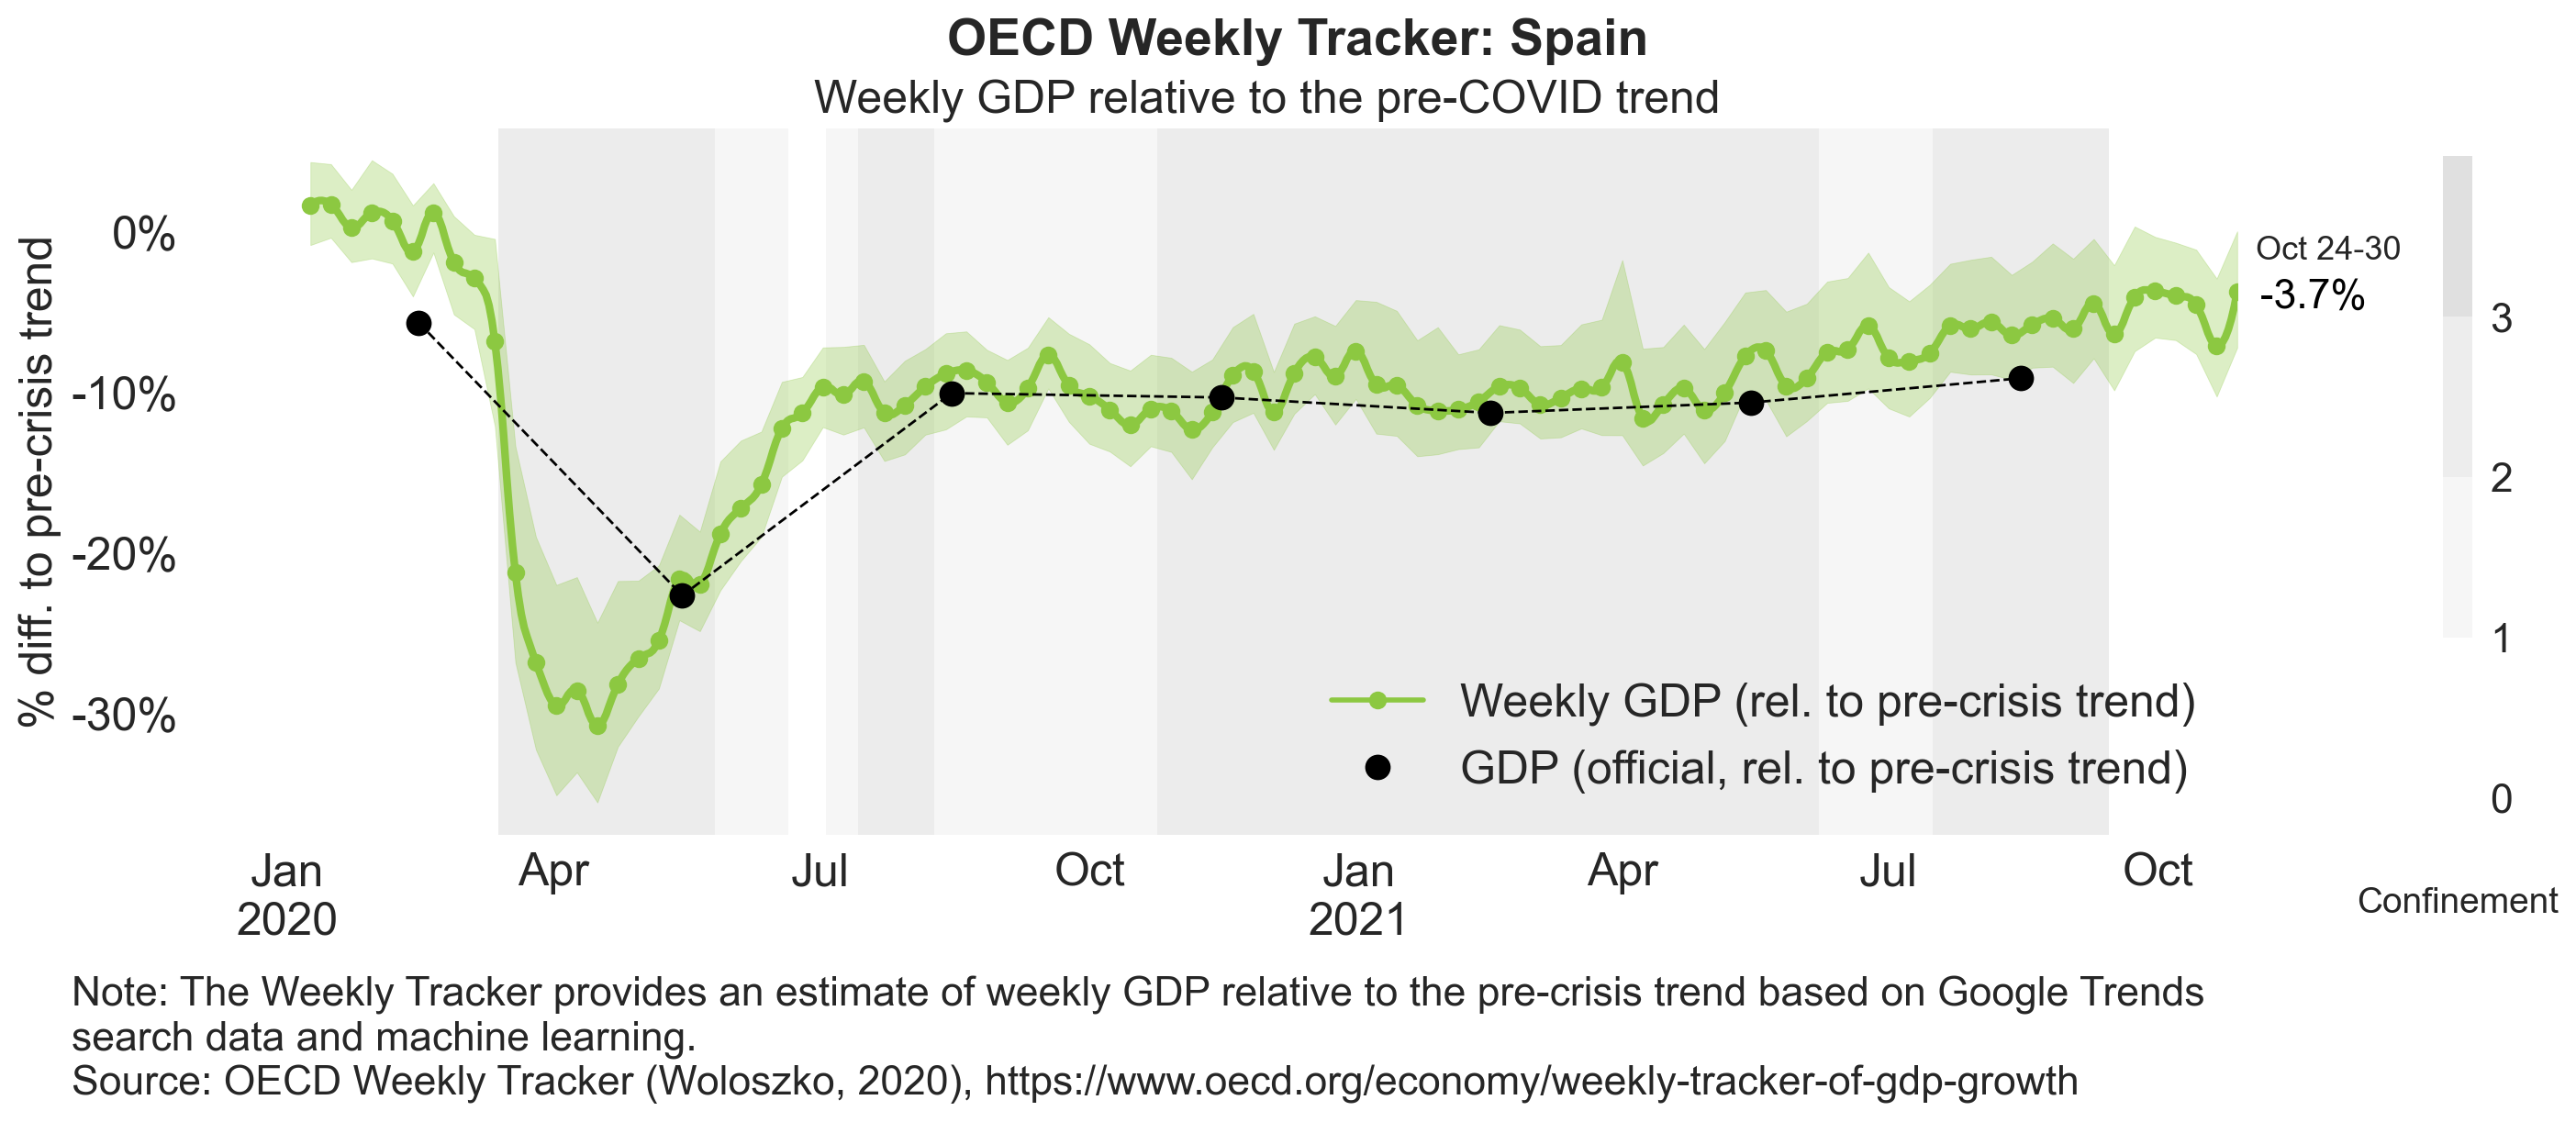 OECD Weekly Tracker: Spain
Weekly GDP relative to the pre-COVID trend
% diff. to pre-crisis trend
0%
-10%
-20%
-30%
Oct 24-30
-3.7%
3
2
1
0
Confinement
Weekly GDP (rel. to pre-crisis trend)
GDP (official, rel. to pre-crisis trend)
Jan Apr Jul Oct Jan Apr Jul Oct
2020 2021
Note: The Weekly Tracker provides an estimate of weekly GDP relative to the pre-crisis trend based on Google Trends
search data and machine learning.
Source: OECD Weekly Tracker (Woloszko, 2020), https://www.oecd.org/economy/weekly-tracker-of-gdp-growth